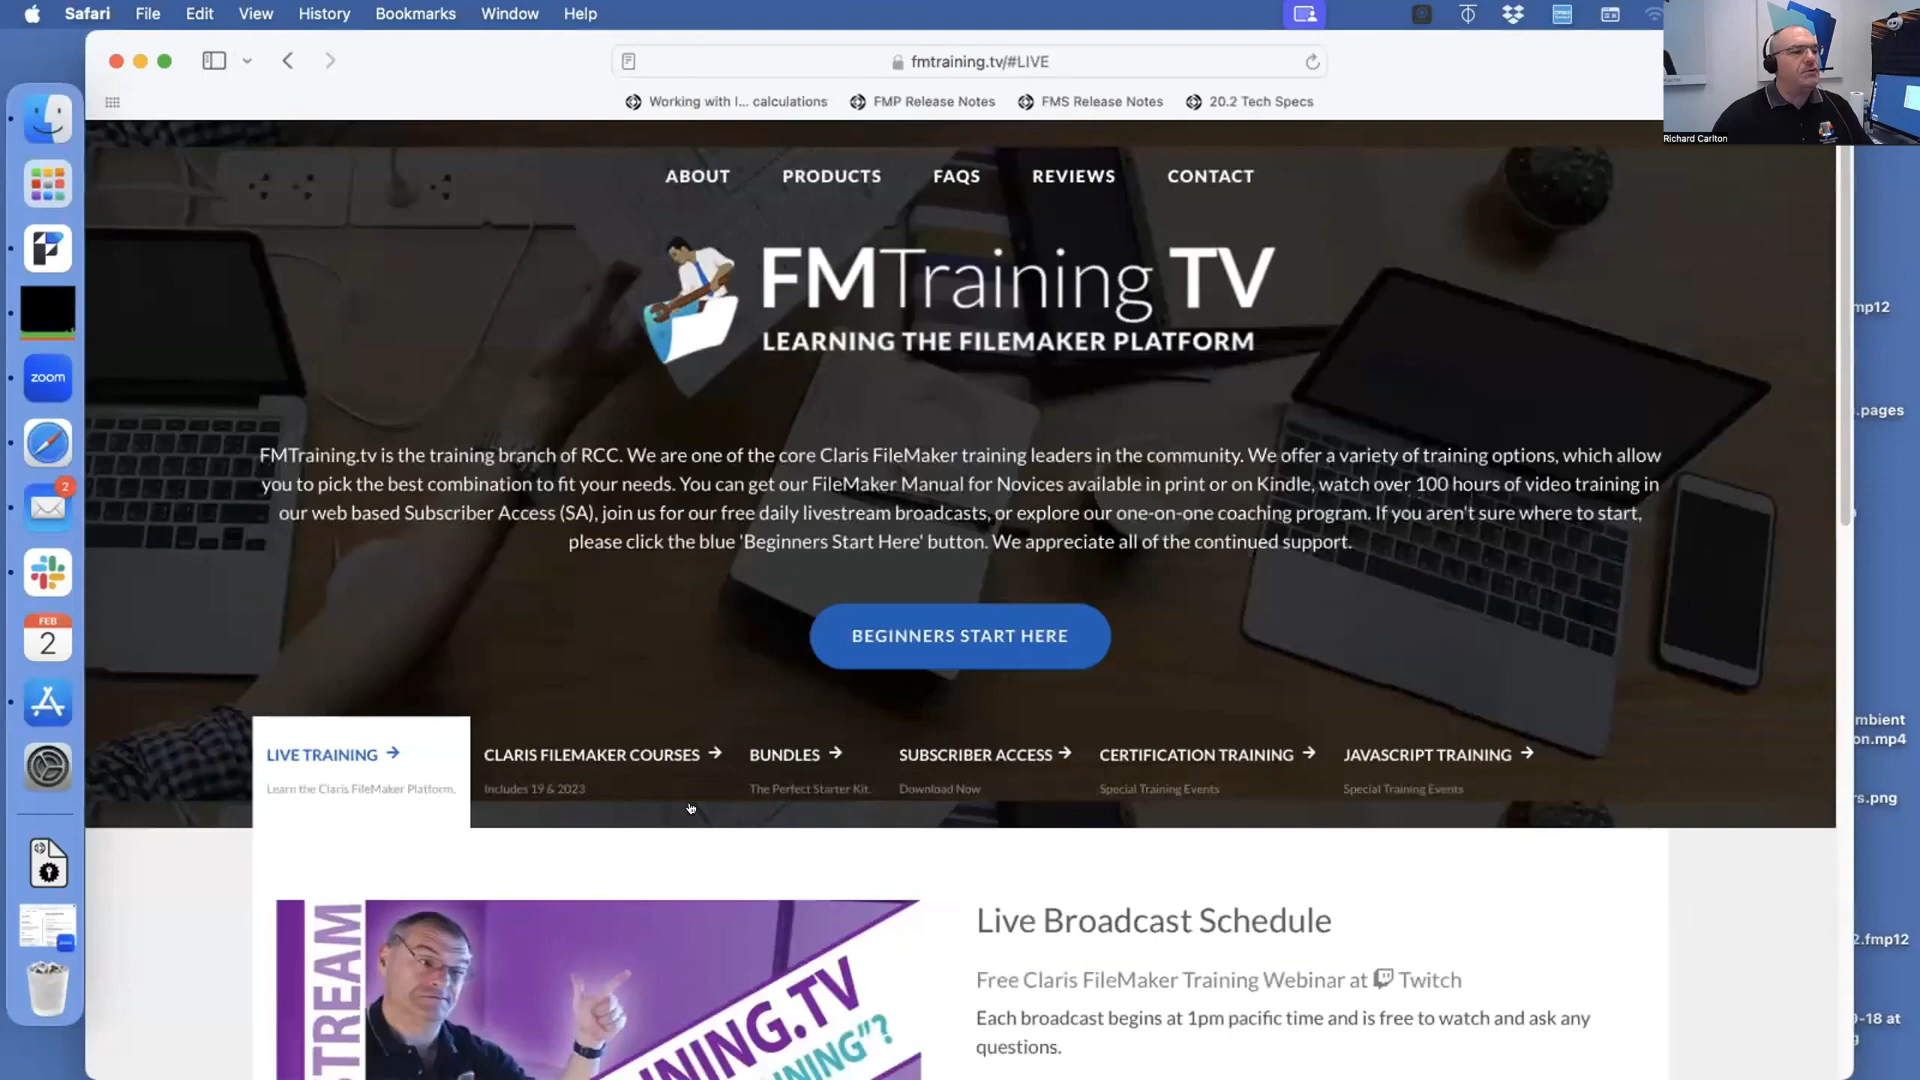 Safari File Edit View History Bookmarks Window Help
fmtraining.tv/#LIVE
Working with I... calculations FMP Release Notes FMS Release Notes 20.2 Tech Specs
Richard Carlton
ABOUT PRODUCTS FAQS REVIEWS CONTACT
FMTraining TV
LEARNING THE FILEMAKER PLATFORM
FMTraining.tv is the training branch of RCC. We are one of the core Claris FileMaker training leaders in the community. We offer a variety of training options, which allow
you to pick the best combination to fit your needs. You can get our FileMaker Manual for Novices available in print or on Kindle, watch over 100 hours of video training in
our web based Subscriber Access (SA), join us for our free daily livestream broadcasts, or explore our one-on-one coaching program. If you aren't sure where to start,
please click the blue 'Beginners Start Here' button. We appreciate all of the continued support.
BEGINNERS START HERE
LIVE TRAINING → CLARIS FILEMAKER COURSES → BUNDLES → SUBSCRIBER ACCESS → CERTIFICATION TRAINING → JAVASCRIPT TRAINING →
Learn the Claris FileMaker Platform. Includes 19 & 2023 The Perfect Starter Kit. Download Now Special Training Events Special Training Events
STREAM
NING.TV
NING"?
Live Broadcast Schedule
Free Claris FileMaker Training Webinar at Twitch
Each broadcast begins at 1pm pacific time and is free to watch and ask any
questions.
zoom
2
FEB
2
mp12
.pages
mbient
on.mp4
rs.png
2.fmp12
0-18 at